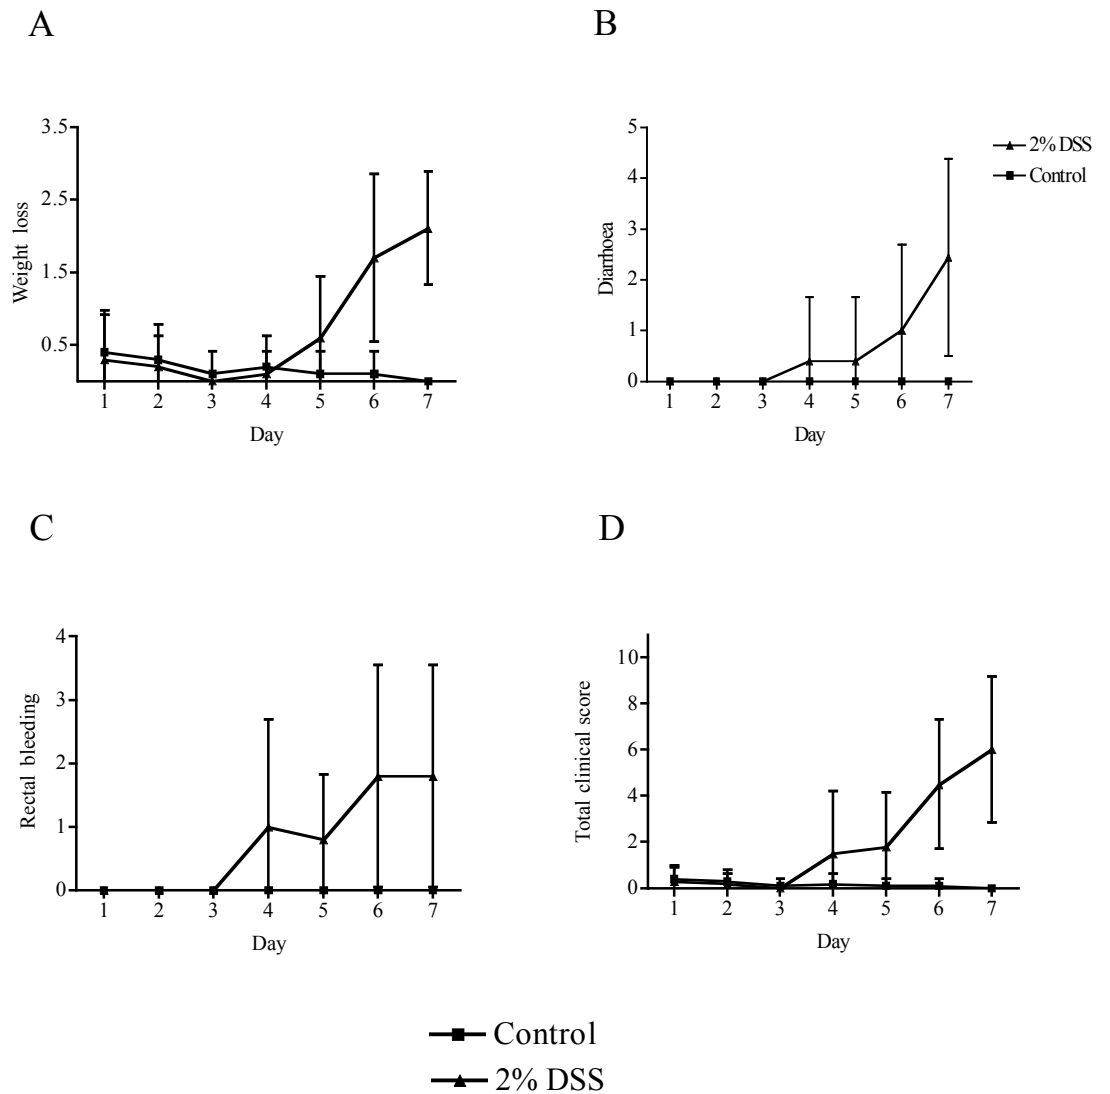 A
3.5
2.5
1.5
0.5
Weight loss
1 2 3 4 5 6 7
Day
B
5
4
3
2
1
0
Diarrhoea
1 2 3 4 5 6 7
Day
2% DSS
Control
C
4
3
2
1
0
Rectal bleeding
1 2 3 4 5 6 7
Day
D
10
8
6
4
2
0
Total clinical score
1 2 3 4 5 6 7
Day
Control
2% DSS